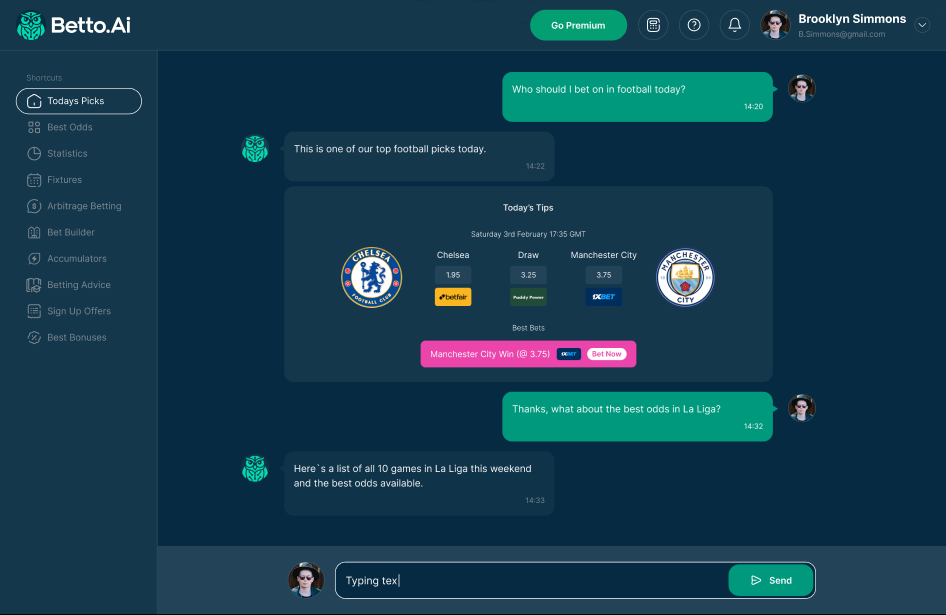 Betto.Ai
Go Premium
Brooklyn Simmons
B.Simmons@gmail.com
Shortcuts
Todays Picks
Best Odds
Statistics
Fixtures
Arbitrage Betting
Bet Builder
Accumulators
Betting Advice
Sign Up Offers
Best Bonuses
Who should I bet on in football today?
14:20
This is one of our top football picks today.
14:22
Today's Tips
Saturday 3rd February 17:35 GMT
CHELSEA
FOOTBALL CLUB
Chelsea
Draw
Manchester City
1.95
3.25
3.75
betfair
Paddy Power
1XBET
MANCHESTER
CITY
Best Bets
Manchester City Win (@ 3.75)
1XBET
Bet Now
Thanks, what about the best odds in La Liga?
14:32
Here`s a list of all 10 games in La Liga this weekend
and the best odds available.
14:33
Typing tex
Send